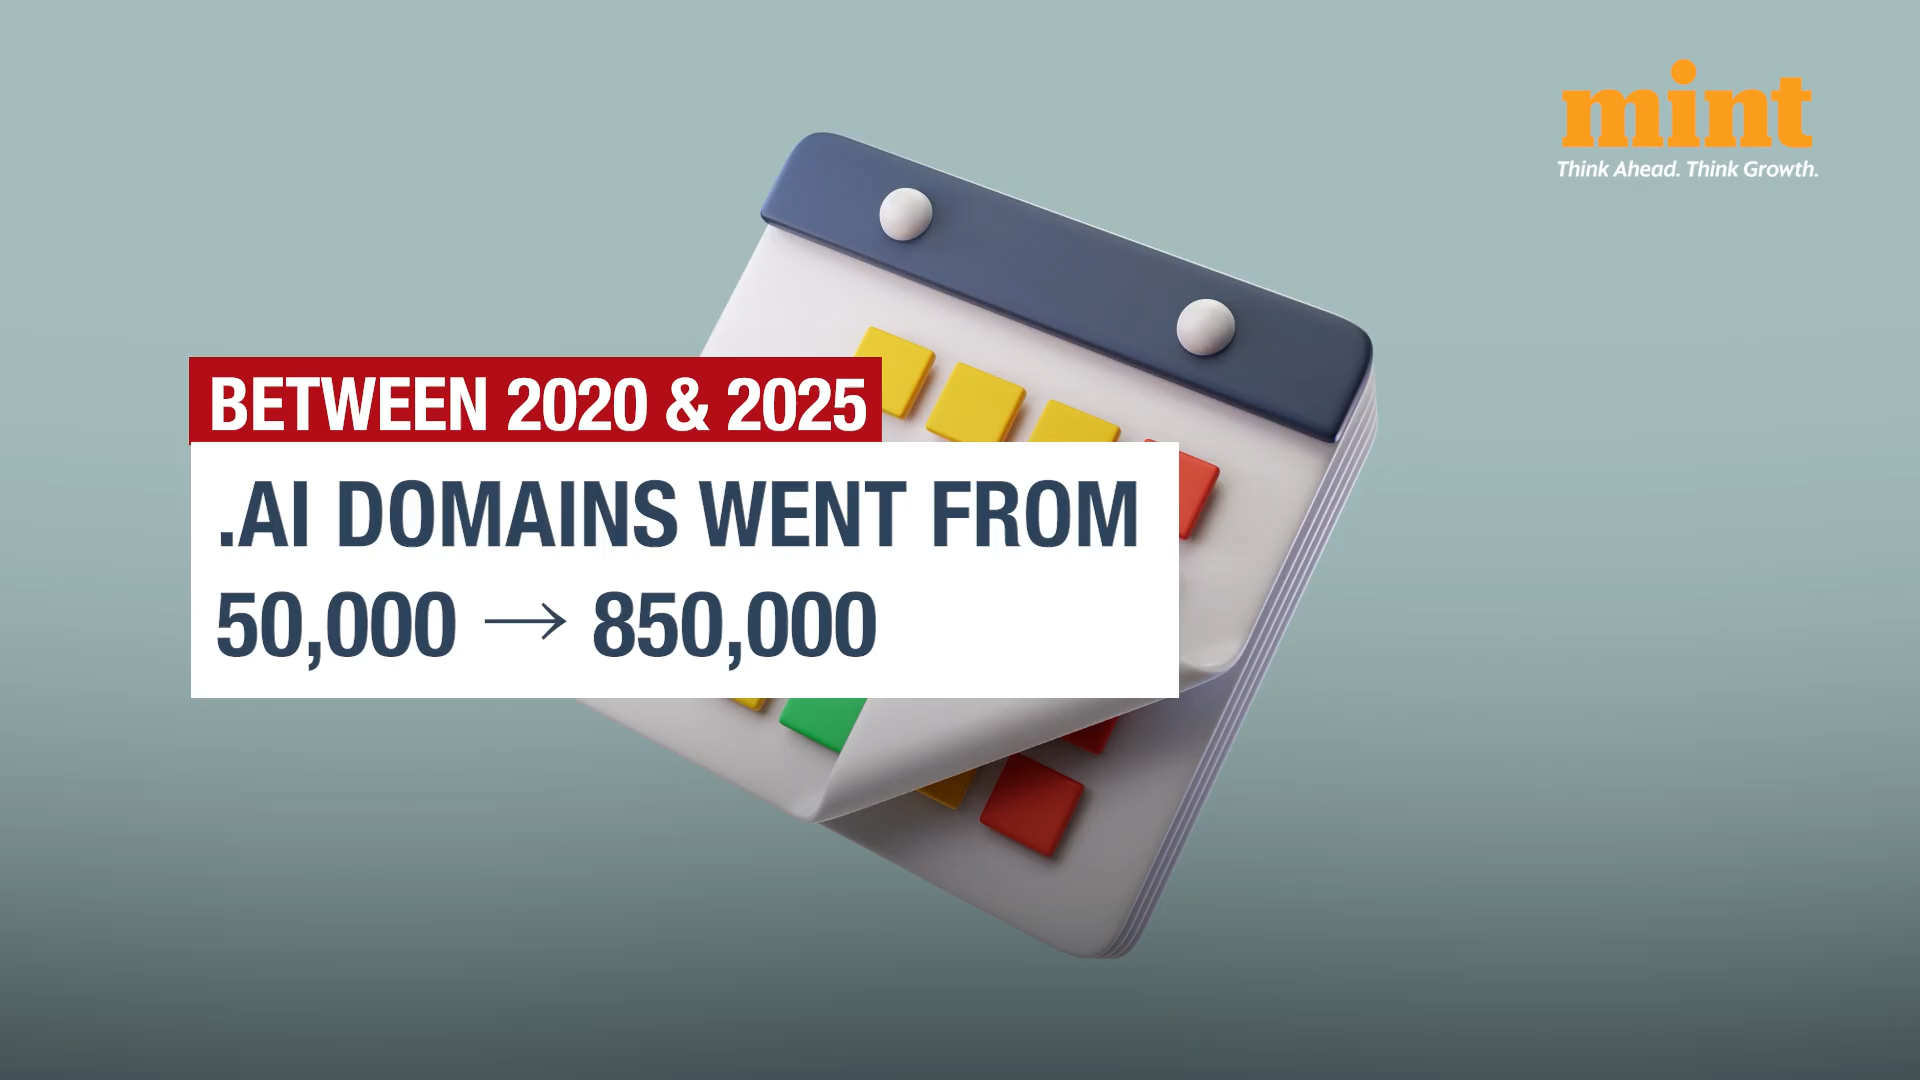 mint
Think Ahead. Think Growth.
BETWEEN 2020 & 2025
.AI DOMAINS WENT FROM
50,000 → 850,000